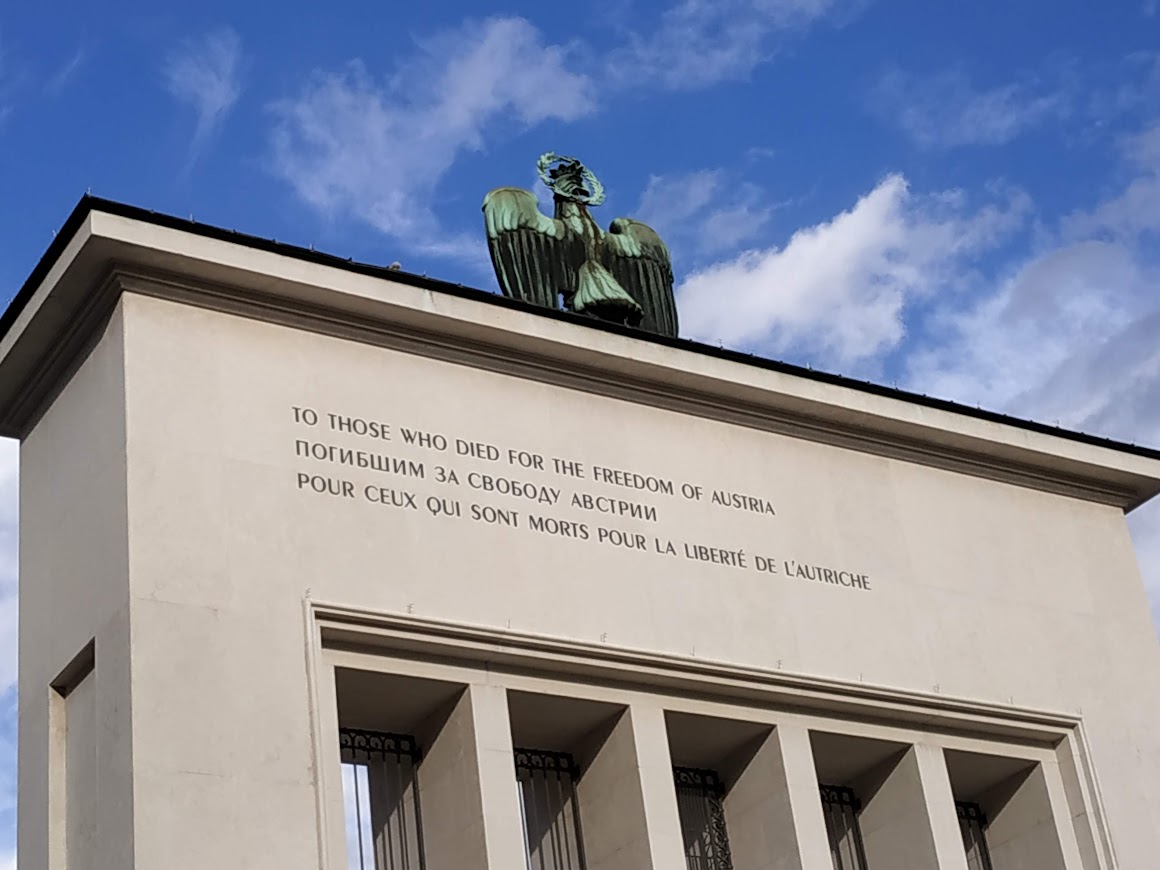 TO THOSE WHO DIED FOR THE FREEDOM OF AUSTRIA
ПОГИБШИМ ЗА СВОБОДУ АВСТРИИ
POUR CEUX QUI SONT MORTS POUR LA LIBERTÉ DE L'AUTRICHE